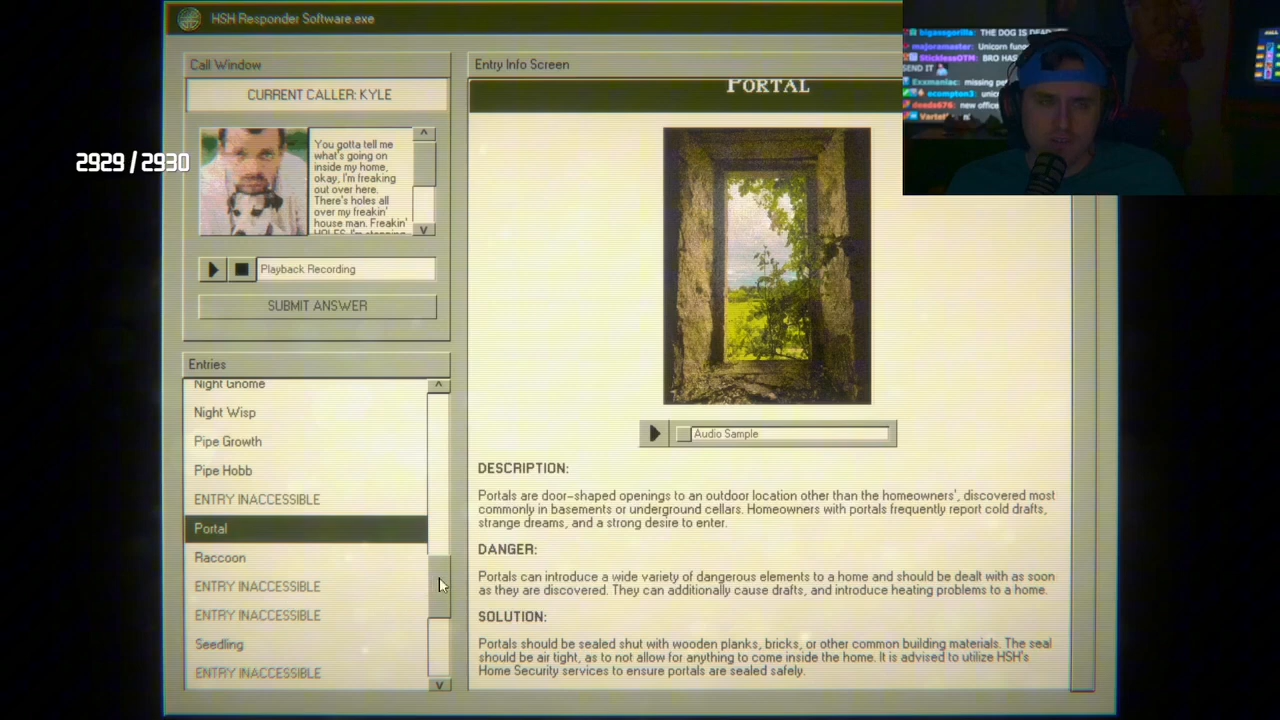 HSH Responder Software.exe
Call Window
CURRENT CALLER: KYLE
You gotta tell me
what's going on
inside my home,
okay, I'm freaking
out over here.
There's holes all
over my freakin'
house man. Freakin'
2929 / 2930
Playback Recording
SUBMIT ANSWER
Entries
Night Gnome
Night Wisp
Pipe Growth
Pipe Hobb
ENTRY INACCESSIBLE
Portal
Raccoon
ENTRY INACCESSIBLE
ENTRY INACCESSIBLE
Seedling
ENTRY INACCESSIBLE
Entry Info Screen
PORTAL
Audio Sample
DESCRIPTION:
Portals are door-shaped openings to an outdoor location other than the homeowners', discovered most
commonly in basements or underground cellars. Homeowners with portals frequently report cold drafts,
strange dreams, and a strong desire to enter.
DANGER:
Portals can introduce a wide variety of dangerous elements to a home and should be dealt with as soon
as they are discovered. They can additionally cause drafts, and introduce heating problems to a home.
SOLUTION:
Portals should be sealed shut with wooden planks, bricks, or other common building materials. The seal
should be air tight, as to not allow for anything to come inside the home. It is advised to utilize HSH's
Home Security services to ensure portals are sealed safely.
bigassgorilla: THE DOG IS DEAD
majoramaster: Unicorn
SticklessOTM: BRO HAS
SEND IT
Exxmaniac: missing
ocompton3:
deeda676: new office